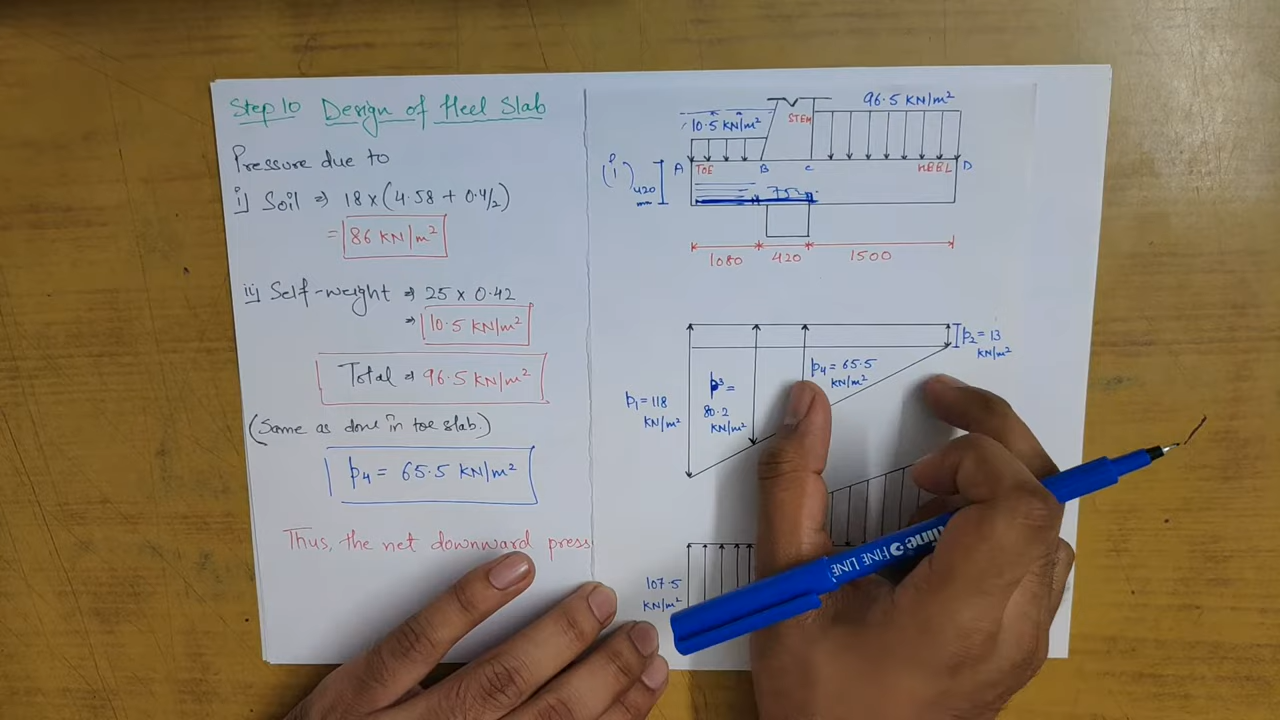 Step 10 Design of Heel Slab
Pressure due to
i) Soil ⇒ 18 x (4.58 + 0.4/2)
= 86 KN/m²
ii) Self-weight ⇒ 25 x 0.42
⇒ 10.5 KN/m²
Total ⇒ 96.5 KN/m²
(Same as done in toe slab.)
p4 = 65.5 KN/m²
Thus, the net downward press
96.5 KN/m²
10.5 KN/m²
STEM
(i)
A TOE B C HEEL D
420
mm
1080 420 1500
p2 = 13
KN/m²
p4 = 65.5
KN/m²
p1 = 118
KN/m²
p3 =
80.2
KN/m²
107.5
KN/m²
FINE LINE